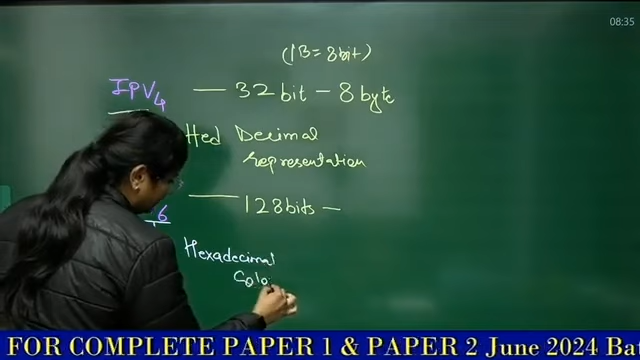 08:35
(1B = 8bit)
IPV4 — 32 bit – 8 byte
Decimal
representation
6 — 128bits —
Hexadecimal
FOR COMPLETE PAPER 1 & PAPER 2 June 2024 Bat